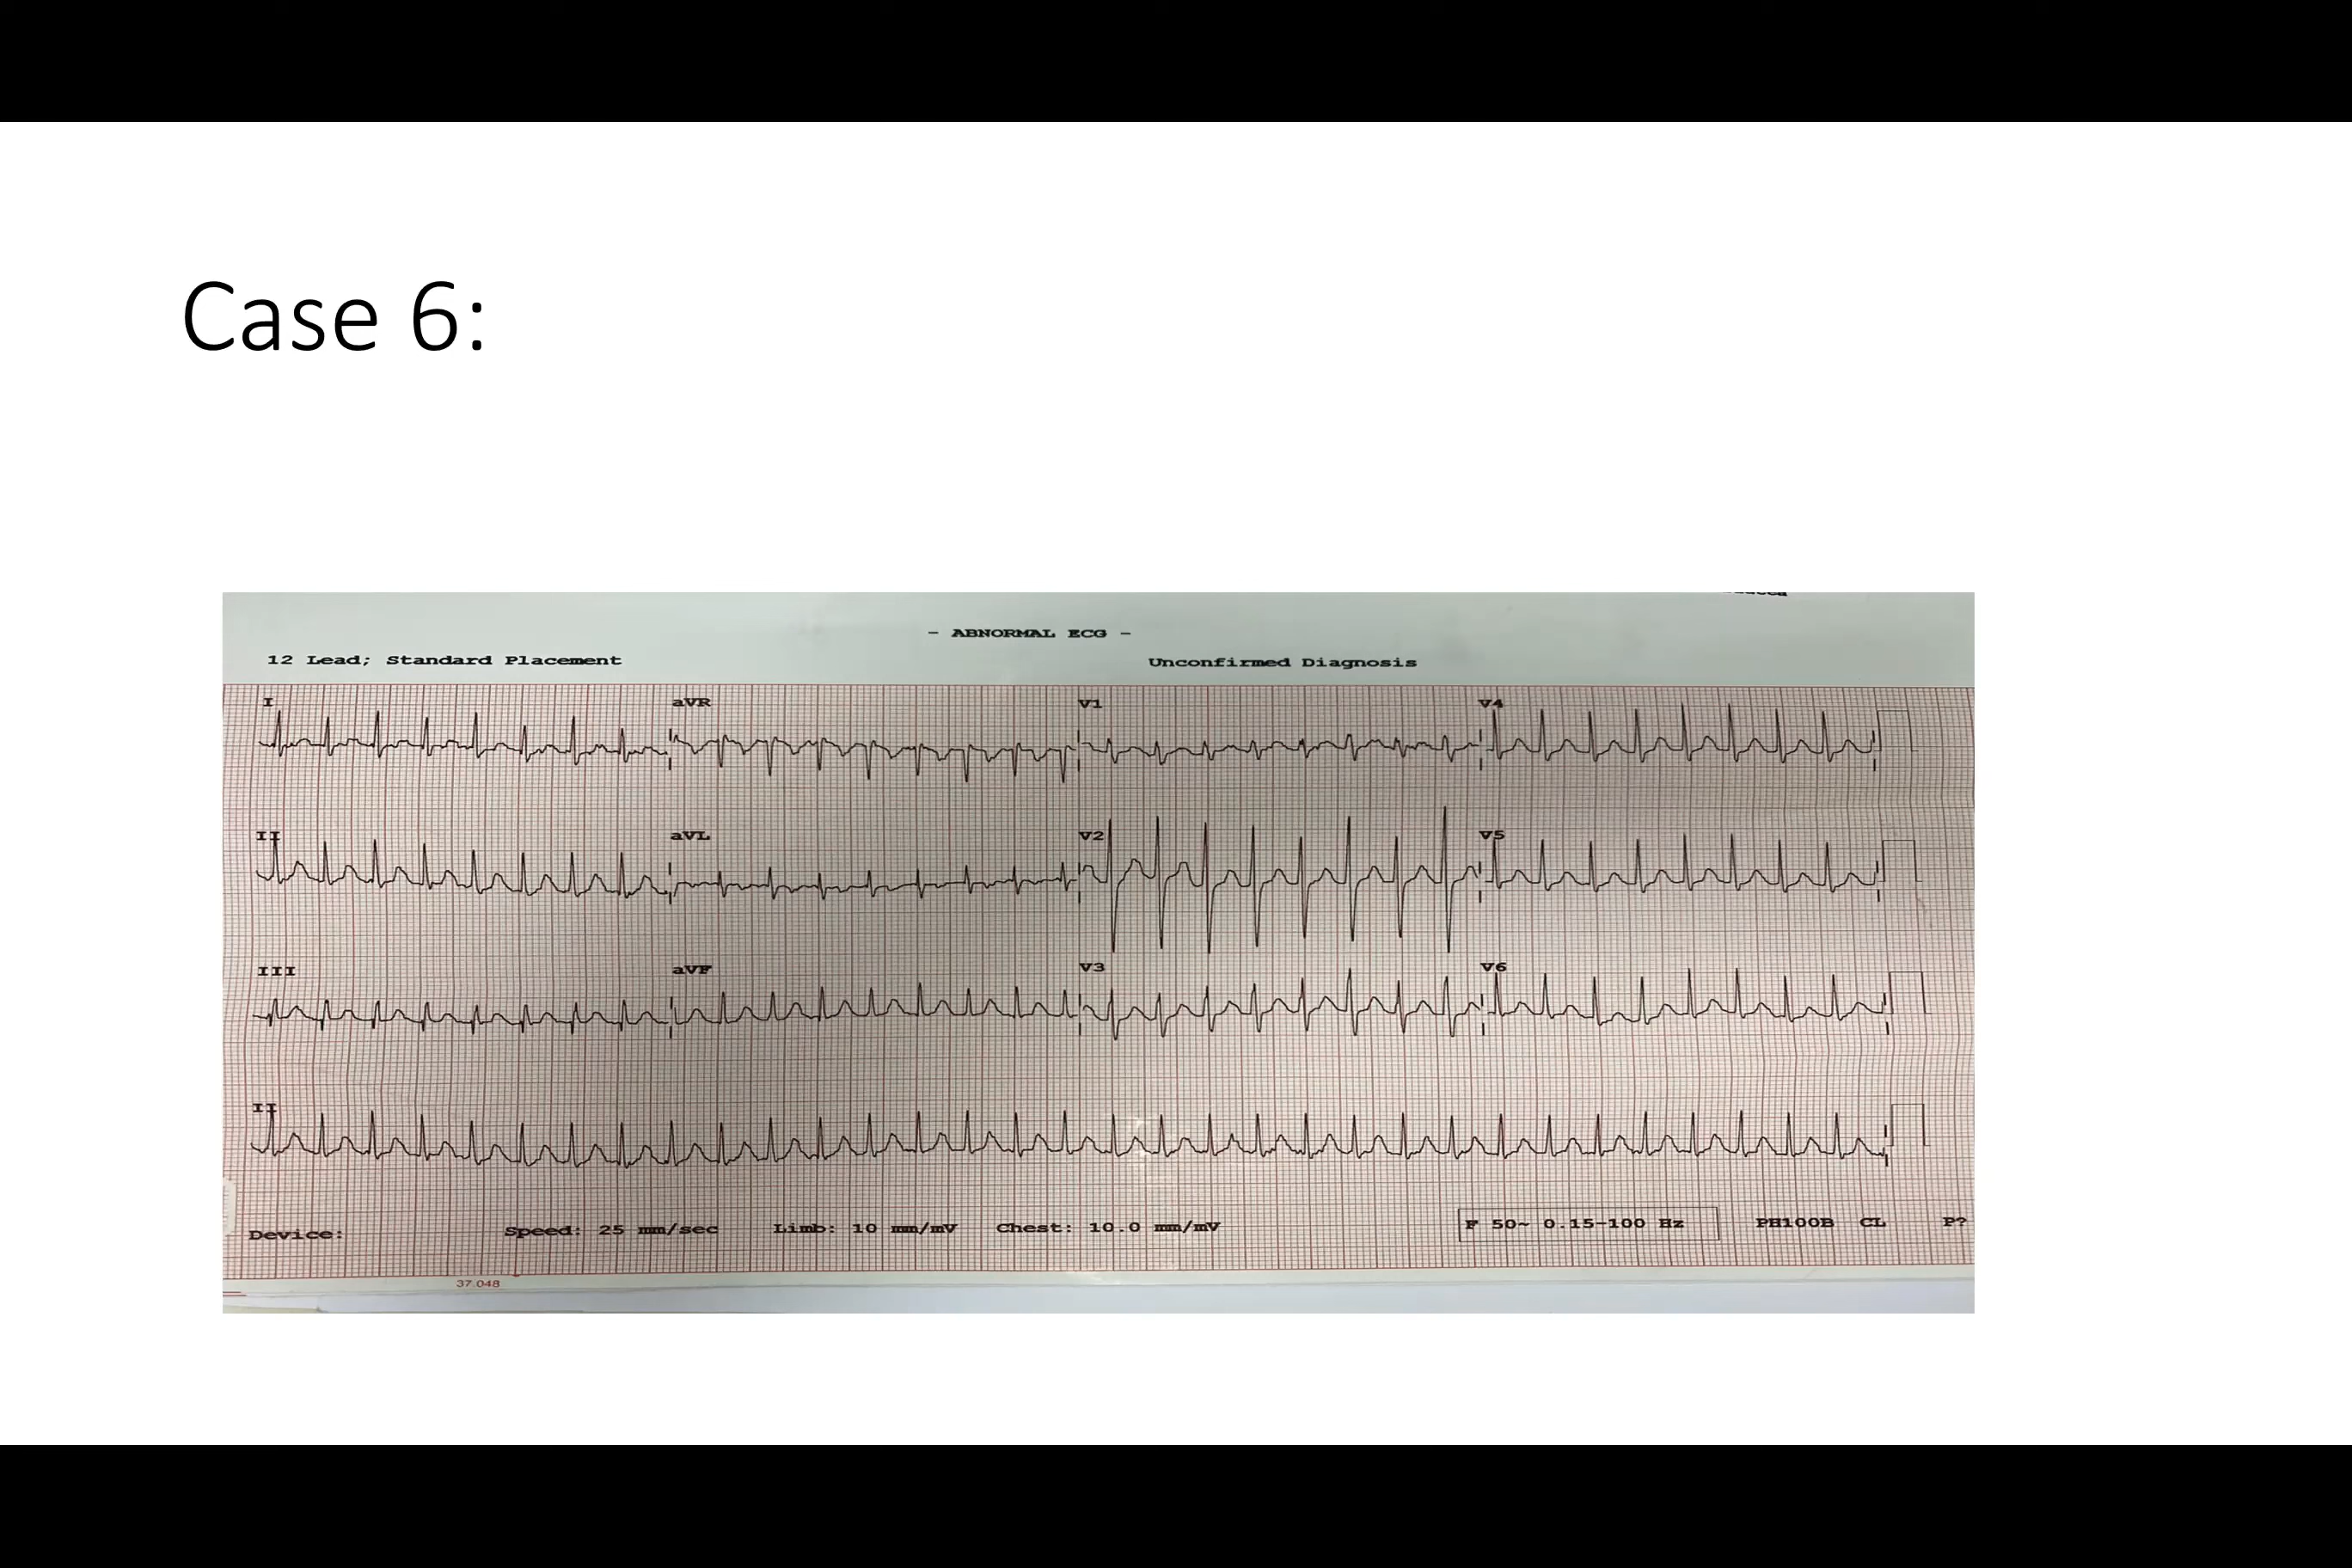 Case 6:
- ABNORMAL ECG -
12 Lead; Standard Placement
Unconfirmed Diagnosis
I aVR V1 V4
II aVL V2 V5
III aVF V3 V6
II
Device: Speed: 25 mm/sec Limb: 10 mm/mV Chest: 10.0 mm/mV F 50~ 0.15-100 Hz PH100B CL P?
37.048